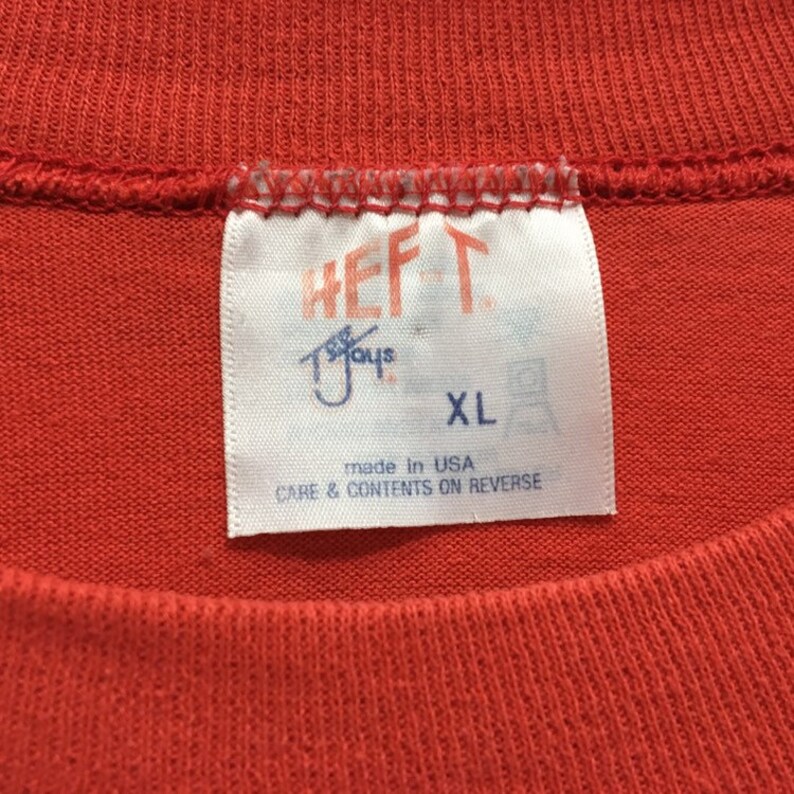 HEF-T®
Tee Jays®
XL
made in USA
CARE & CONTENTS ON REVERSE